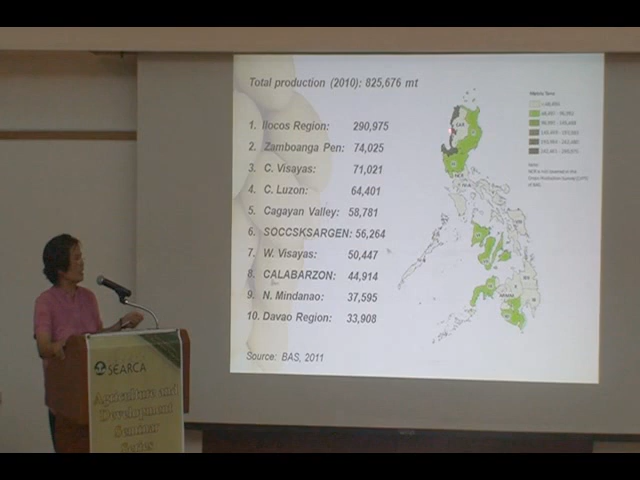 Total production (2010): 825,676 mt
1. Ilocos Region: 290,975
2. Zamboanga Pen: 74,025
3. C. Visayas: 71,021
4. C. Luzon: 64,401
5. Cagayan Valley: 58,781
6. SOCCSKSARGEN: 56,264
7. W. Visayas: 50,447
8. CALABARZON: 44,914
9. N. Mindanao: 37,595
10. Davao Region: 33,908
Source: BAS, 2011
CAR
SEARCA
Agriculture and
Development
Seminar
Series